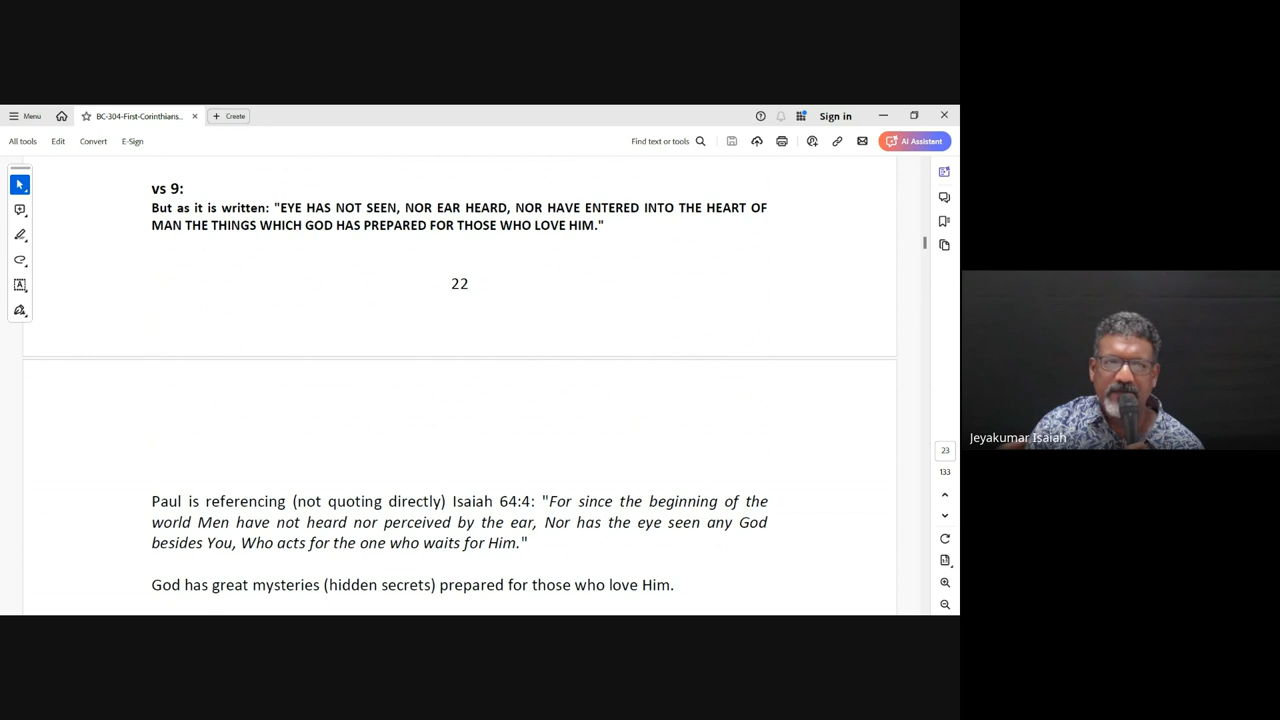 Menu
BC-304-First-Corinthians...
Create
Sign in
All tools
Edit
Convert
E-Sign
Find text or tools
AI Assistant
vs 9:
But as it is written: "EYE HAS NOT SEEN, NOR EAR HEARD, NOR HAVE ENTERED INTO THE HEART OF
MAN THE THINGS WHICH GOD HAS PREPARED FOR THOSE WHO LOVE HIM."
22
Paul is referencing (not quoting directly) Isaiah 64:4: "For since the beginning of the
world Men have not heard nor perceived by the ear, Nor has the eye seen any God
besides You, Who acts for the one who waits for Him."
God has great mysteries (hidden secrets) prepared for those who love Him.
23
133
Jeyakumar Isaiah